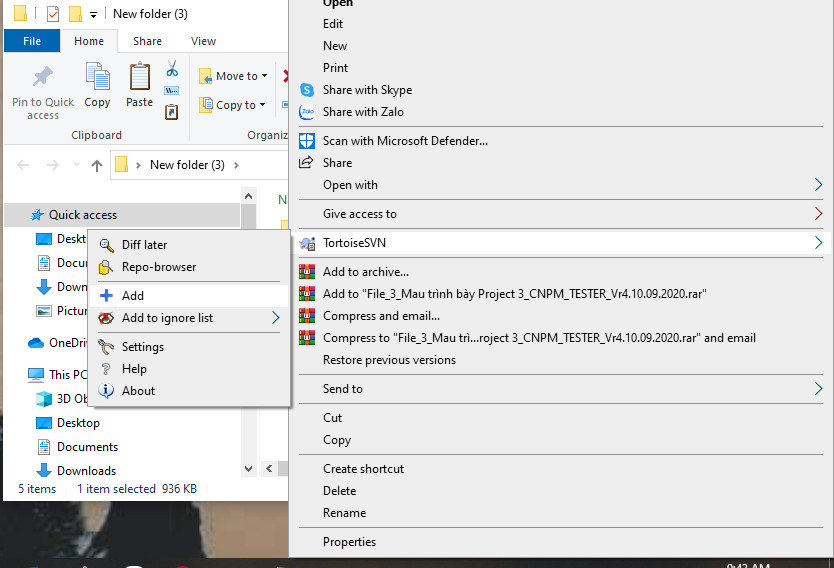 New folder (3)
File
Home
Share
View
Pin to Quick
access
Copy
Paste
Move to
Copy to
Clipboard
Organiz
New folder (3)
N
Quick access
Deskt
Docum
Down
Pictur
OneDriv
This PC
3D Ob
Desktop
Documents
Downloads
5 items
1 item selected 936 KB
Diff later
Repo-browser
Add
Add to ignore list
Settings
Help
About
Open
Edit
New
Print
Share with Skype
Zalo
Share with Zalo
Scan with Microsoft Defender...
Share
Open with
Give access to
TortoiseSVN
Add to archive...
Add to "File_3_Mau trình bày Project 3_CNPM_TESTER_Vr4.10.09.2020.rar"
Compress and email...
Compress to "File_3_Mau trì...roject 3_CNPM_TESTER_Vr4.10.09.2020.rar" and email
Restore previous versions
Send to
Cut
Copy
Create shortcut
Delete
Rename
Properties